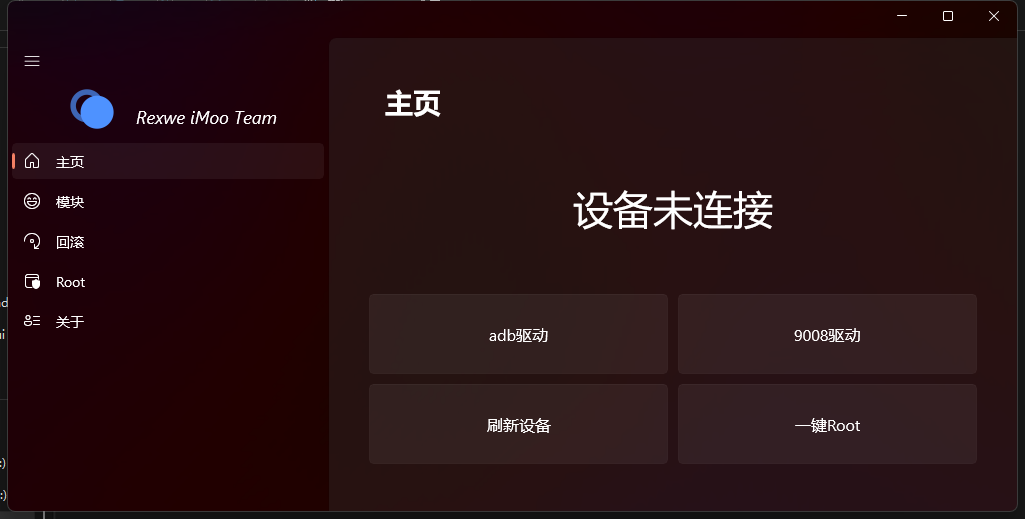 Rexwe iMoo Team
主页
模块
回滚
Root
关于
主页
设备未连接
adb驱动
9008驱动
刷新设备
一键Root